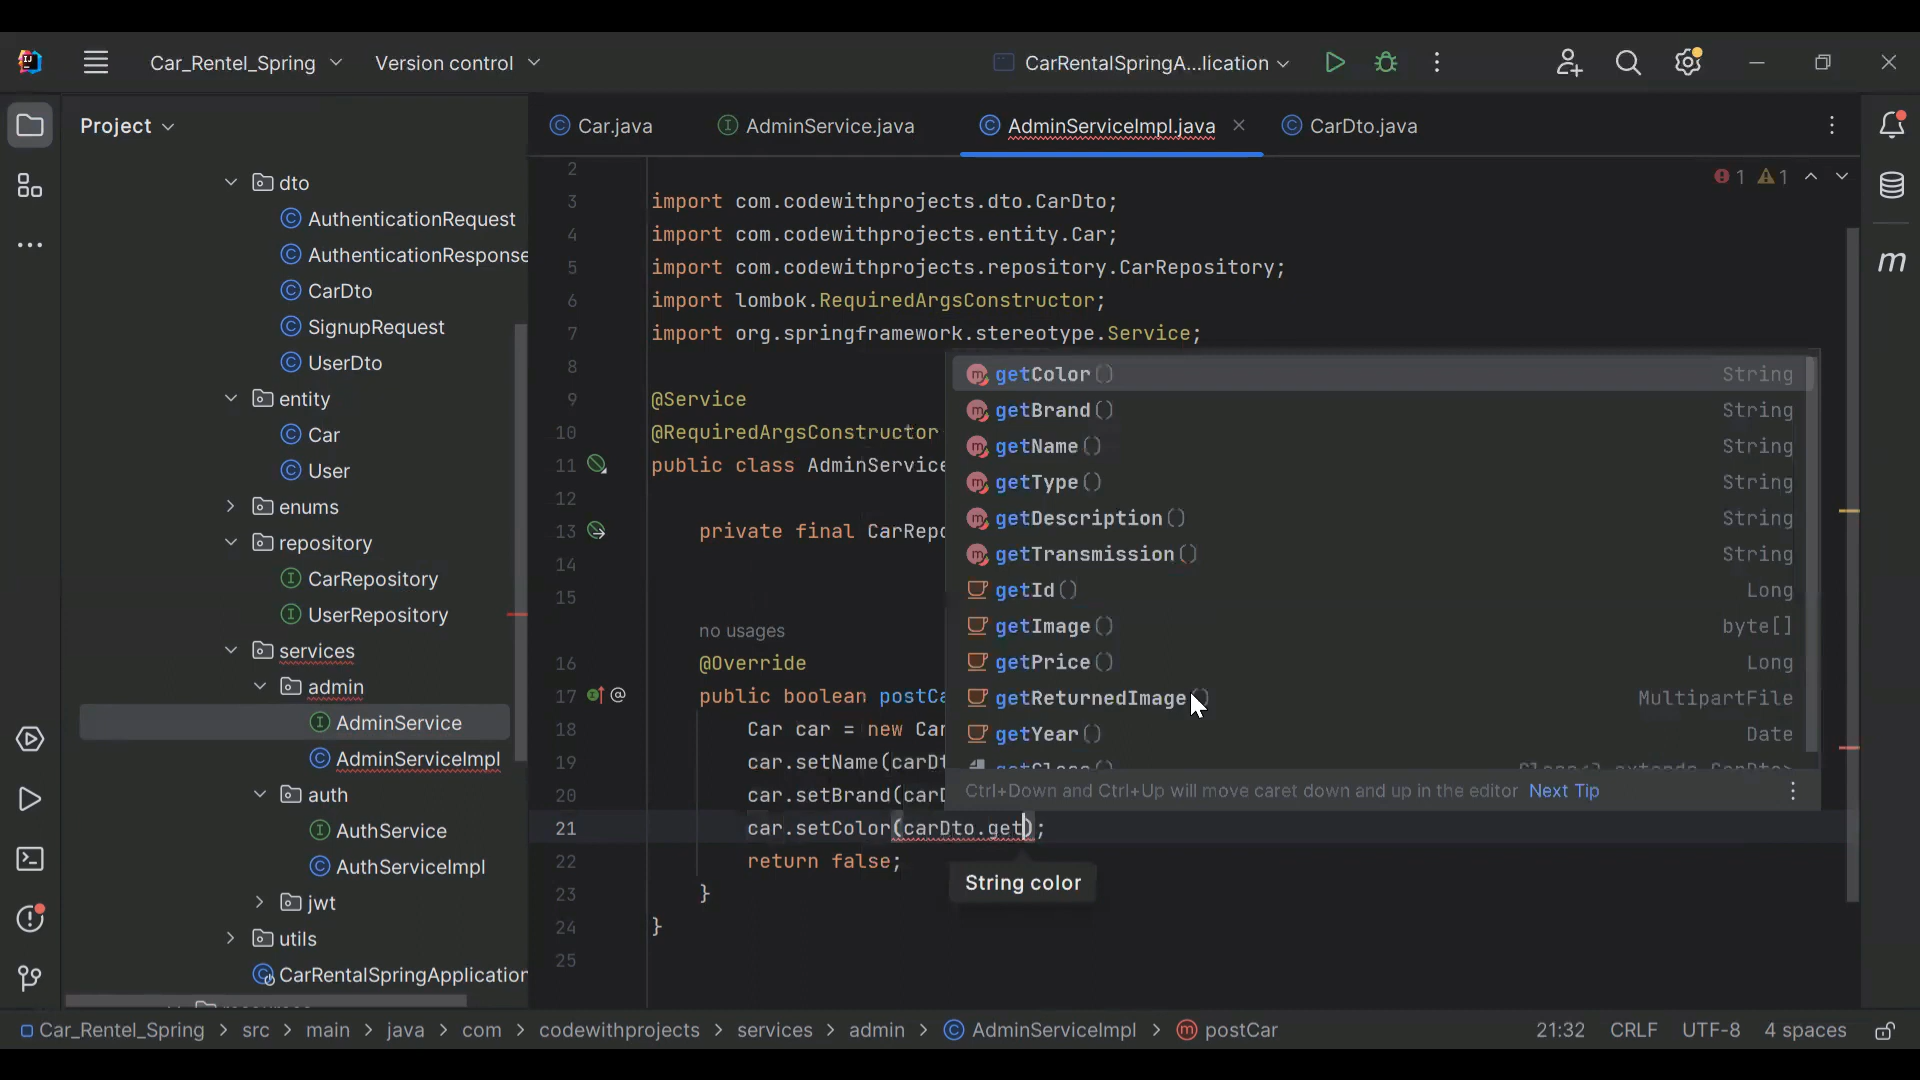 Car_Rentel_Spring
Version control
CarRentalSpringA...lication
Project
Car.java
AdminService.java
AdminServiceImpl.java
CarDto.java
dto
AuthenticationRequest
AuthenticationResponse
CarDto
SignupRequest
UserDto
entity
Car
User
enums
repository
CarRepository
UserRepository
services
admin
AdminService
AdminServiceImpl
auth
AuthService
AuthServiceImpl
jwt
utils
CarRentalSpringApplication
1 1
2
3 import com.codewithprojects.dto.CarDto;
4 import com.codewithprojects.entity.Car;
5 import com.codewithprojects.repository.CarRepository;
6 import lombok.RequiredArgsConstructor;
7 import org.springframework.stereotype.Service;
8
9 @Service
10 @RequiredArgsConstructor
11 public class AdminService
12
13 private final CarRepo
14
15
no usages
16 @Override
17 public boolean postCa
18 Car car = new Car
19 car.setName(carDt
20 car.setBrand(carD
21 car.setColor(carDto.get);
22 return false;
23 }
24 }
25
getColor() String
getBrand() String
getName() String
getType() String
getDescription() String
getTransmission() String
getId() Long
getImage() byte[]
getPrice() Long
getReturnedImage() MultipartFile
getYear() Date
Ctrl+Down and Ctrl+Up will move caret down and up in the editor Next Tip
String color
Car_Rentel_Spring > src > main > java > com > codewithprojects > services > admin > AdminServiceImpl > postCar
21:32 CRLF UTF-8 4 spaces